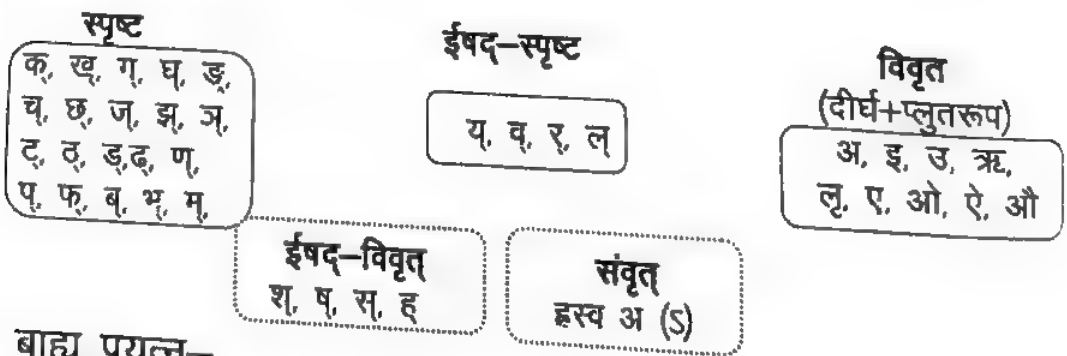 स्पृष्ट
क्, ख्, ग्, घ्, ङ्,
च्, छ्, ज्, झ्, ञ्,
ट्, ठ्, ड्,ढ्, ण्,
प्, फ्, ब्, भ्, म्,
ईषद–स्पृष्ट
य्, व्, र्, ल्
विवृत
(दीर्घ+प्लुतरूप)
अ, इ, उ, ऋ,
लृ, ए, ओ, ऐ, औ
ईषद–विवृत्
श्, ष्, स्, ह्
संवृत्
ह्रस्व अ (S)
बाह्य प्रयत्न–